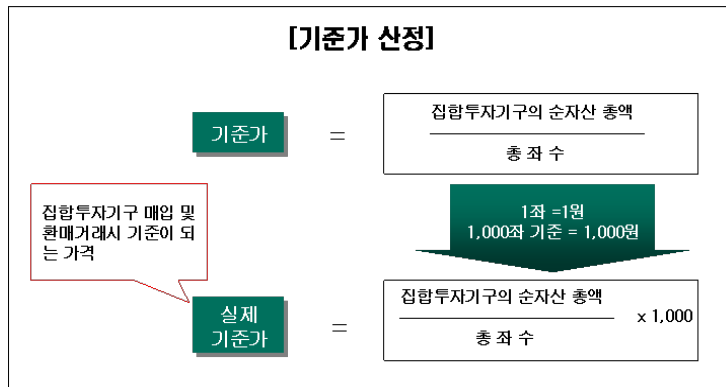 [기준가 산정]
기준가
=
집합투자기구의 순자산 총액
총 좌 수
집합투자기구 매입 및
환매거래시 기준이 되
는 가격
1좌 =1원
1,000좌 기준 = 1,000원
실제
기준가
=
집합투자기구의 순자산 총액
총 좌 수
x 1,000